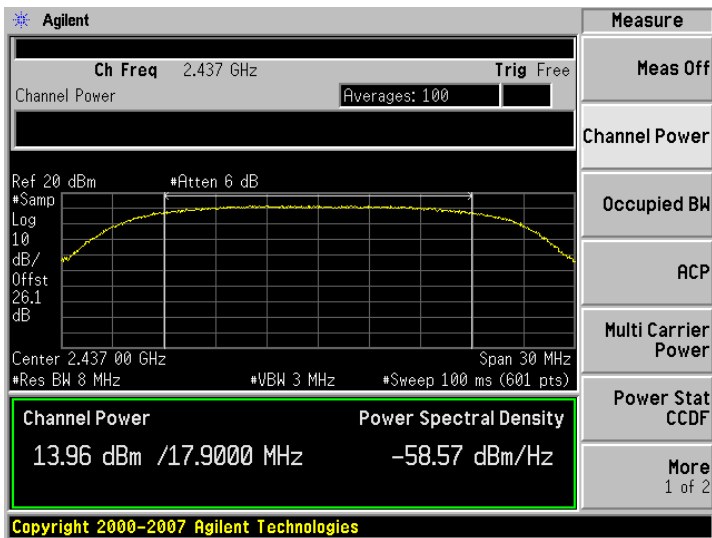 Agilent
Measure
Ch Freq 2.437 GHz Trig Free
Channel Power Averages: 100
Ref 20 dBm #Atten 6 dB
#Samp
Log
10
dB/
Offst
26.1
dB
Center 2.437 00 GHz Span 30 MHz
#Res BW 8 MHz #VBW 3 MHz #Sweep 100 ms (601 pts)
Channel Power Power Spectral Density
13.96 dBm /17.9000 MHz -58.57 dBm/Hz
Copyright 2000-2007 Agilent Technologies
Meas Off
Channel Power
Occupied BW
ACP
Multi Carrier
Power
Power Stat
CCDF
More
1 of 2